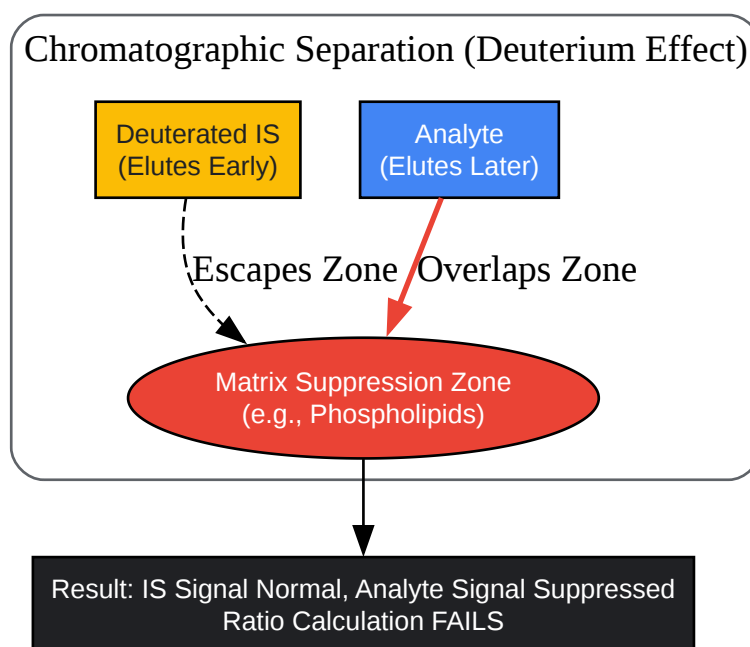 Chromatographic Separation (Deuterium Effect)
Deuterated IS
(Elutes Early)
Analyte
(Elutes Later)
Escapes Zone
Overlaps Zone
Matrix Suppression Zone
(e.g., Phospholipids)
Result: IS Signal Normal, Analyte Signal Suppressed
Ratio Calculation FAILS